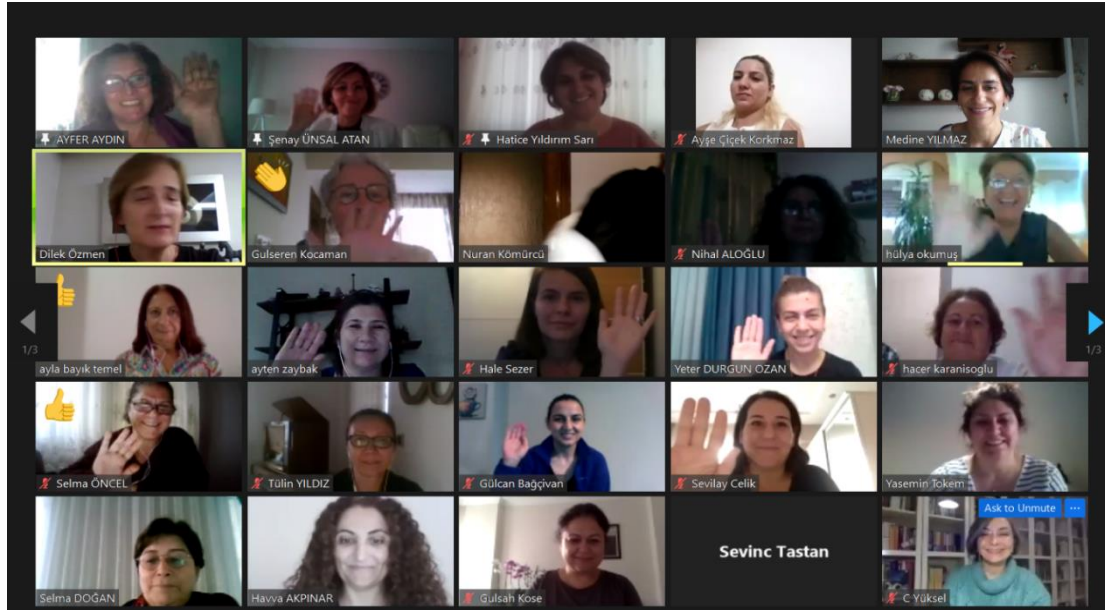 AYFER AYDIN
Şenay ÜNSAL ATAN
Hatice Yıldırım Sarı
Ayşe Çiçek Korkmaz
Medine YILMAZ
Dilek Özmen
Gulseren Kocaman
Nuran Kömürcü
Nihal ALOĞLU
hülya okumuş
1/3
1/3
ayla bayık temel
ayten zaybak
Hale Sezer
Yeter DURGUN OZAN
hacer karanisoglu
Selma ÖNCEL
Tülin YILDIZ
Gülcan Bağçivan
Sevilay Celik
Yasemin Tokem
Ask to Unmute
Selma DOĞAN
Havva AKPINAR
Gulsah Kose
Sevinc Tastan
C Yüksel